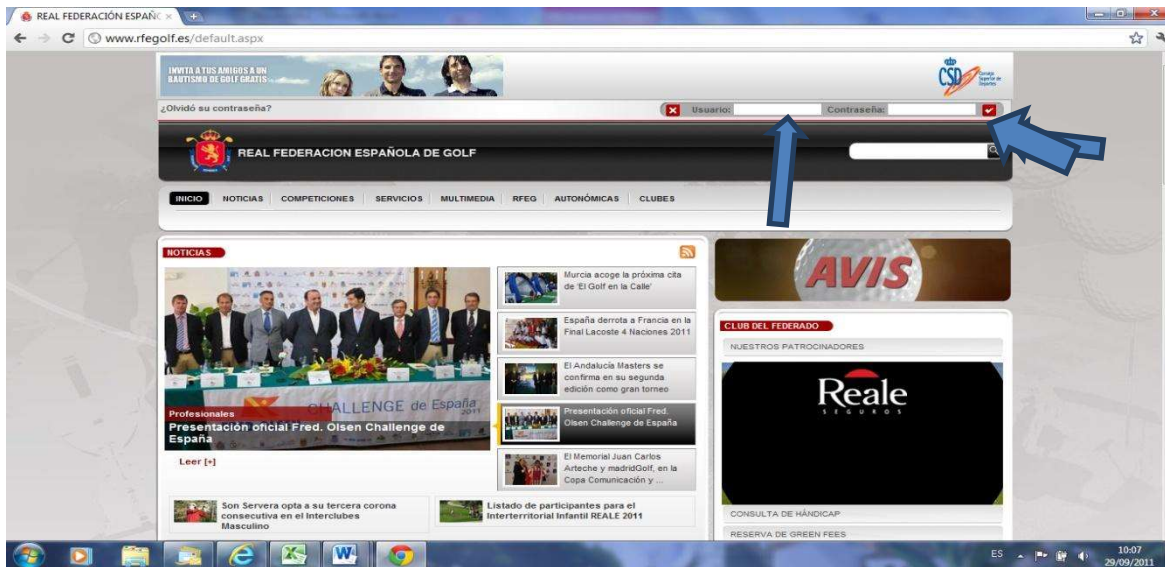 REAL FEDERACIÓN ESPAÑ
www.rfegolf.es/default.aspx
INVITA A TUS AMIGOS A UN
BAUTISMO DE GOLF GRATIS
CSD
Consejo
Superior de
Deportes
¿Olvidó su contraseña?
Usuario:
Contraseña:
REAL FEDERACION ESPAÑOLA DE GOLF
INICIO NOTICIAS COMPETICIONES SERVICIOS MULTIMEDIA RFEG AUTONÓMICAS CLUBES
NOTICIAS
CHALLENGE de España
2011
Profesionales
Presentación oficial Fred. Olsen Challenge de
España
Leer [+]
Murcia acoge la próxima cita
de 'El Golf en la Calle'
España derrota a Francia en la
Final Lacoste 4 Naciones 2011
El Andalucía Masters se
confirma en su segunda
edición como gran torneo
Presentación oficial Fred.
Olsen Challenge de España
El Memorial Juan Carlos
Arteche y madridGolf, en la
Copa Comunicación y ...
Son Servera opta a su tercera corona
consecutiva en el Interclubes
Masculino
Listado de participantes para el
Interterritorial Infantil REALE 2011
AVIS
CLUB DEL FEDERADO
NUESTROS PATROCINADORES
Reale
SEGUROS
CONSULTA DE HÁNDICAP
RESERVA DE GREEN FEES
ES
10:07
29/09/2011